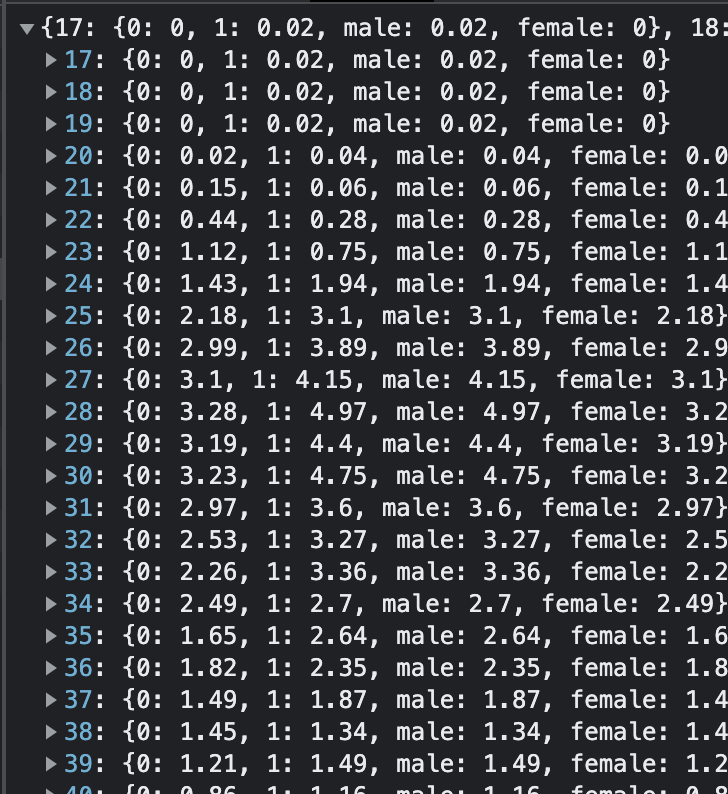 ▼{17: {0: 0, 1: 0.02, male: 0.02, female: 0}, 18:
▶17: {0: 0, 1: 0.02, male: 0.02, female: 0}
▶18: {0: 0, 1: 0.02, male: 0.02, female: 0}
▶19: {0: 0, 1: 0.02, male: 0.02, female: 0}
▶20: {0: 0.02, 1: 0.04, male: 0.04, female: 0.0
▶21: {0: 0.15, 1: 0.06, male: 0.06, female: 0.1
▶22: {0: 0.44, 1: 0.28, male: 0.28, female: 0.4
▶23: {0: 1.12, 1: 0.75, male: 0.75, female: 1.1
▶24: {0: 1.43, 1: 1.94, male: 1.94, female: 1.4
▶25: {0: 2.18, 1: 3.1, male: 3.1, female: 2.18}
▶26: {0: 2.99, 1: 3.89, male: 3.89, female: 2.9
▶27: {0: 3.1, 1: 4.15, male: 4.15, female: 3.1}
▶28: {0: 3.28, 1: 4.97, male: 4.97, female: 3.2
▶29: {0: 3.19, 1: 4.4, male: 4.4, female: 3.19}
▶30: {0: 3.23, 1: 4.75, male: 4.75, female: 3.2
▶31: {0: 2.97, 1: 3.6, male: 3.6, female: 2.97}
▶32: {0: 2.53, 1: 3.27, male: 3.27, female: 2.5
▶33: {0: 2.26, 1: 3.36, male: 3.36, female: 2.2
▶34: {0: 2.49, 1: 2.7, male: 2.7, female: 2.49}
▶35: {0: 1.65, 1: 2.64, male: 2.64, female: 1.6
▶36: {0: 1.82, 1: 2.35, male: 2.35, female: 1.8
▶37: {0: 1.49, 1: 1.87, male: 1.87, female: 1.4
▶38: {0: 1.45, 1: 1.34, male: 1.34, female: 1.4
▶39: {0: 1.21, 1: 1.49, male: 1.49, female: 1.2